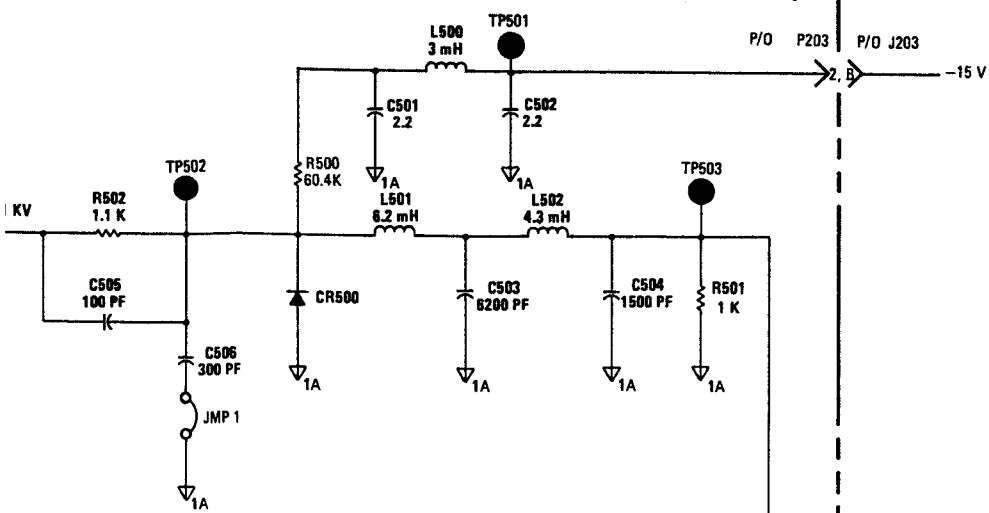 TP501
L500
3 mH
P/O P203
P/O J203
2, B
−15 V
C501
2.2
C502
2.2
1A
1A
R500
60.4K
TP502
TP503
R502
1.1 K
KV
L501
6.2 mH
L502
4.3 mH
C505
100 PF
CR500
C503
6200 PF
C504
1500 PF
R501
1 K
C506
300 PF
1A
1A
1A
1A
JMP 1
1A